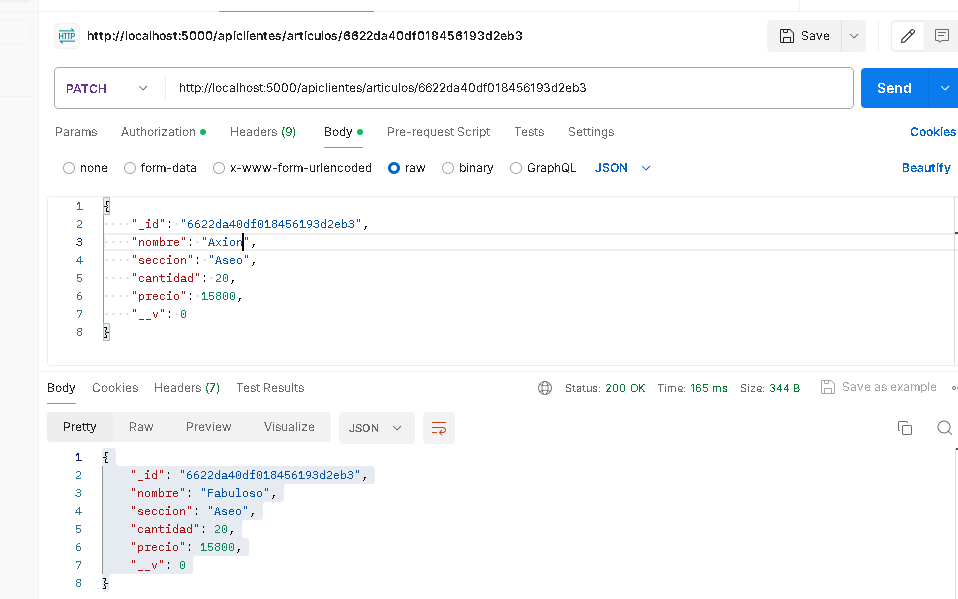 HTTP http://localhost:5000/apiclientes/articulos/6622da40df018456193d2eb3 Save
PATCH http://localhost:5000/apiclientes/articulos/6622da40df018456193d2eb3 Send
Params Authorization Headers (9) Body Pre-request Script Tests Settings Cookies
none form-data x-www-form-urlencoded raw binary GraphQL JSON Beautify
1 {
2 "_id": "6622da40df018456193d2eb3",
3 "nombre": "Axion",
4 "seccion": "Aseo",
5 "cantidad": 20,
6 "precio": 15800,
7 "__v": 0
8 }
Body Cookies Headers (7) Test Results Status: 200 OK Time: 165 ms Size: 344 B Save as example
Pretty Raw Preview Visualize JSON
1 {
2 "_id": "6622da40df018456193d2eb3",
3 "nombre": "Fabuloso",
4 "seccion": "Aseo",
5 "cantidad": 20,
6 "precio": 15800,
7 "__v": 0
8 }